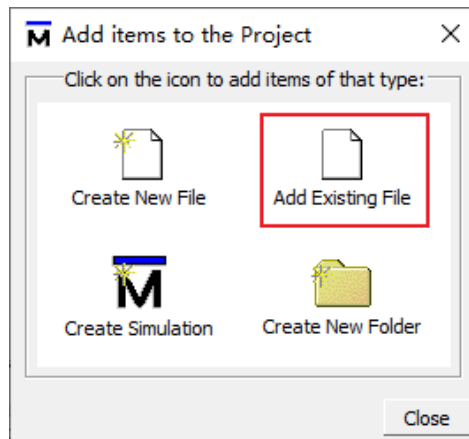 Add items to the Project
Click on the icon to add items of that type:
Create New File
Add Existing File
Create Simulation
Create New Folder
Close